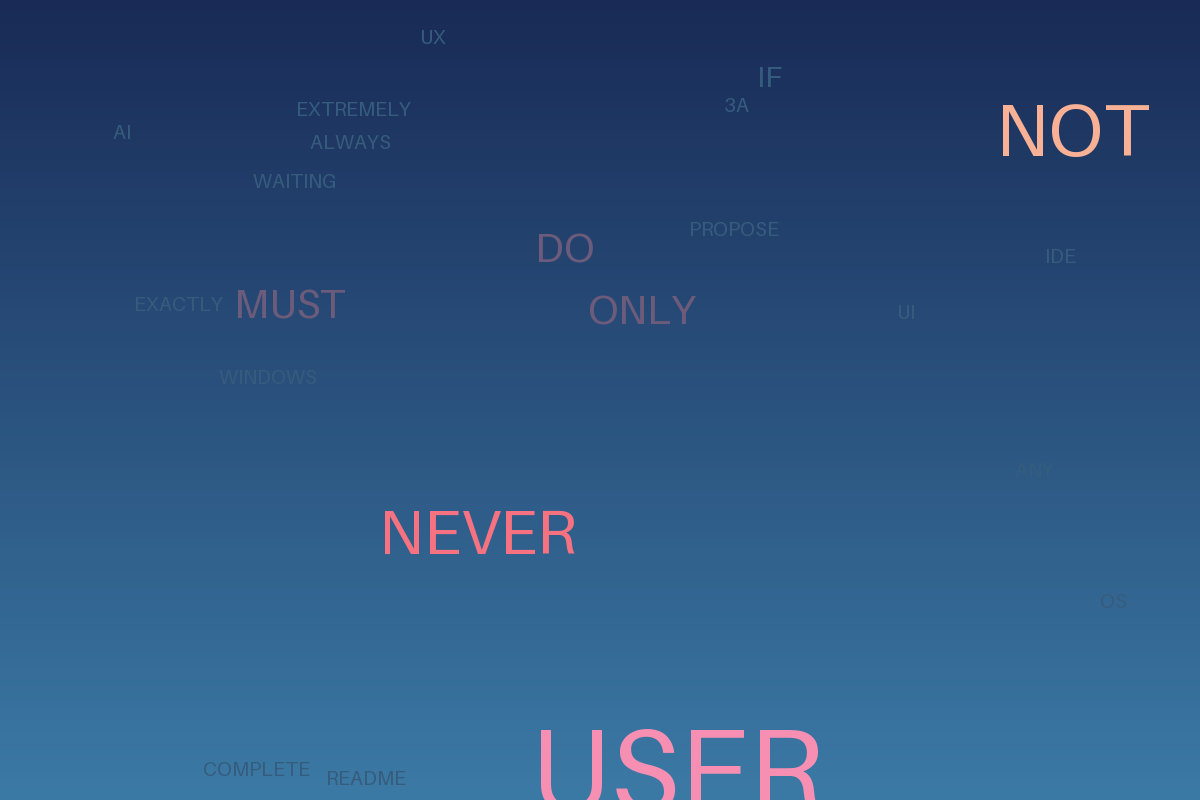 UX
IF
3A
EXTREMELY
NOT
AI
ALWAYS
WAITING
PROPOSE
DO
IDE
EXACTLY MUST
ONLY
UI
WINDOWS
ANY
NEVER
OS
USER
COMPLETE
README